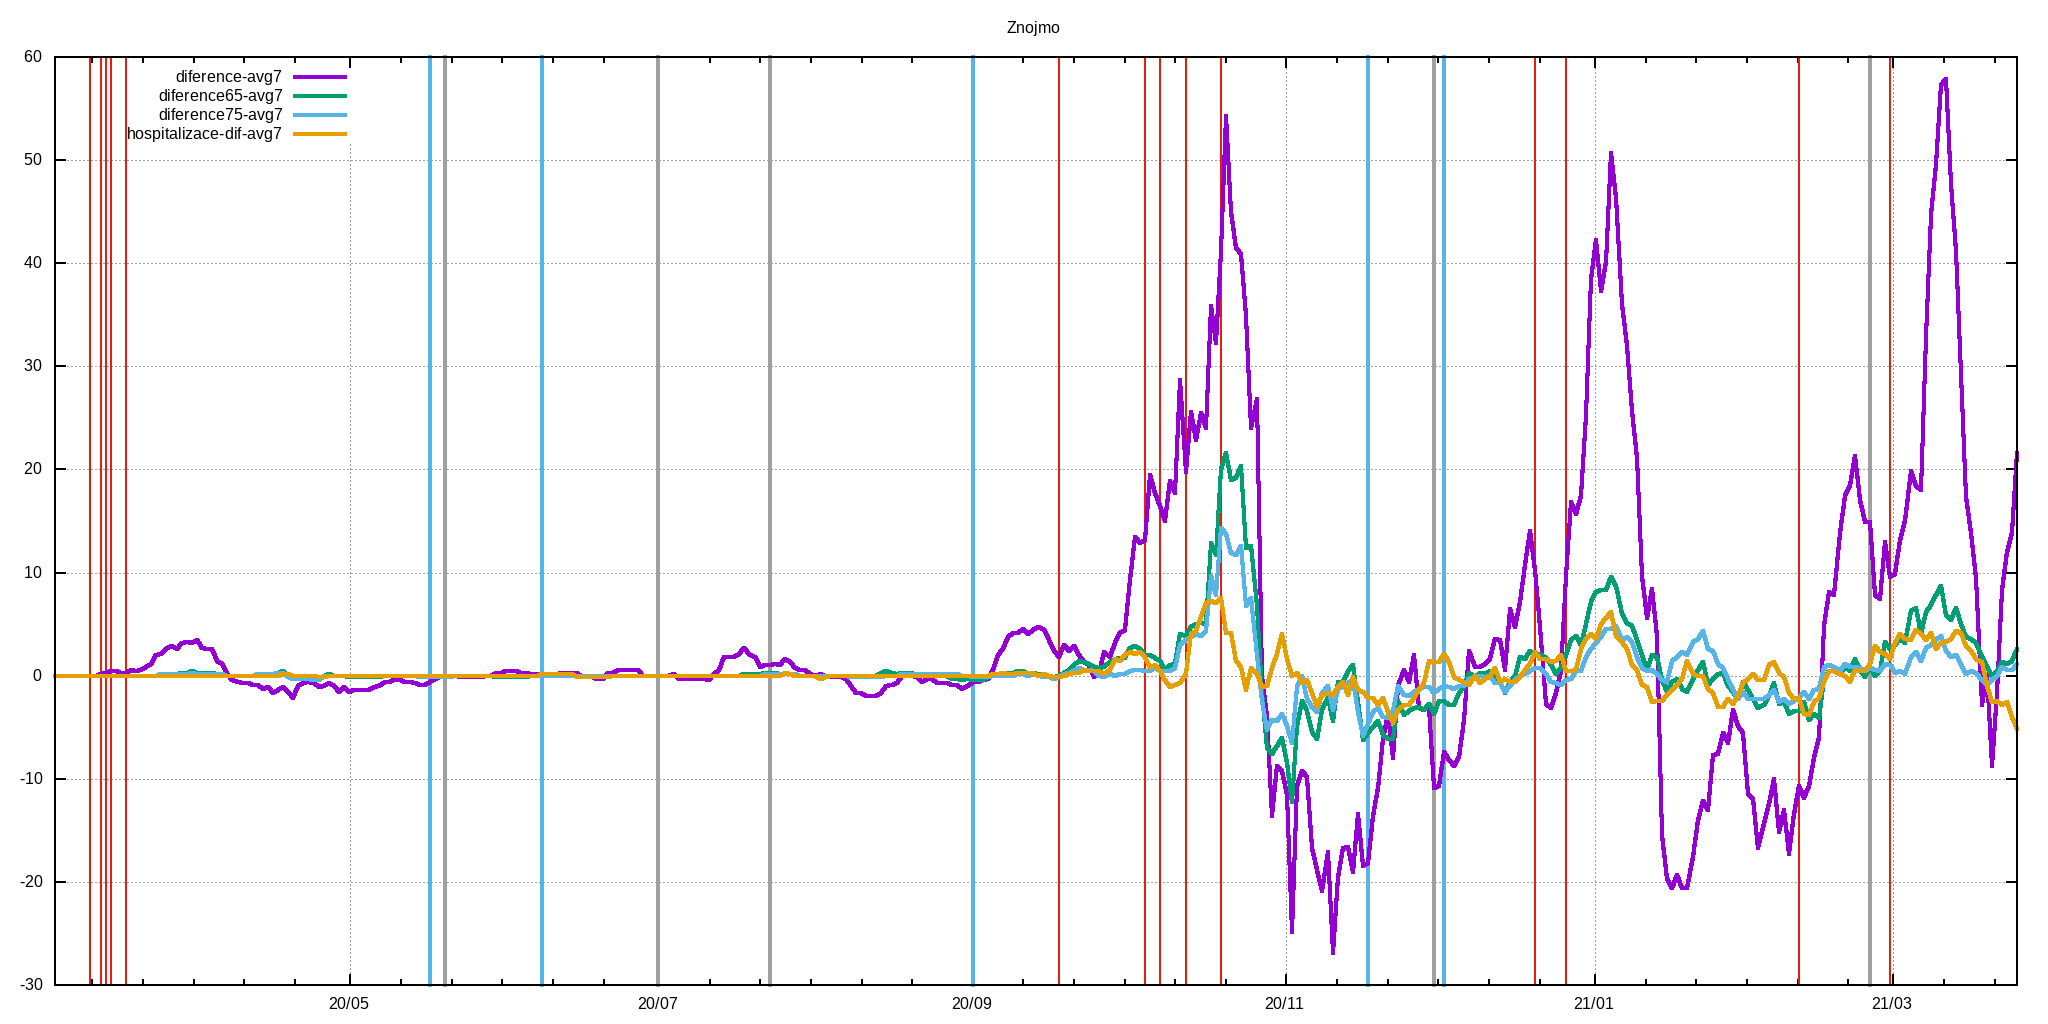 Znojmo
60
50
40
30
20
10
0
-10
-20
-30
diference-avg7
diference65-avg7
diference75-avg7
hospitalizace-dif-avg7
20/05 20/07 20/09 20/11 21/01 21/03